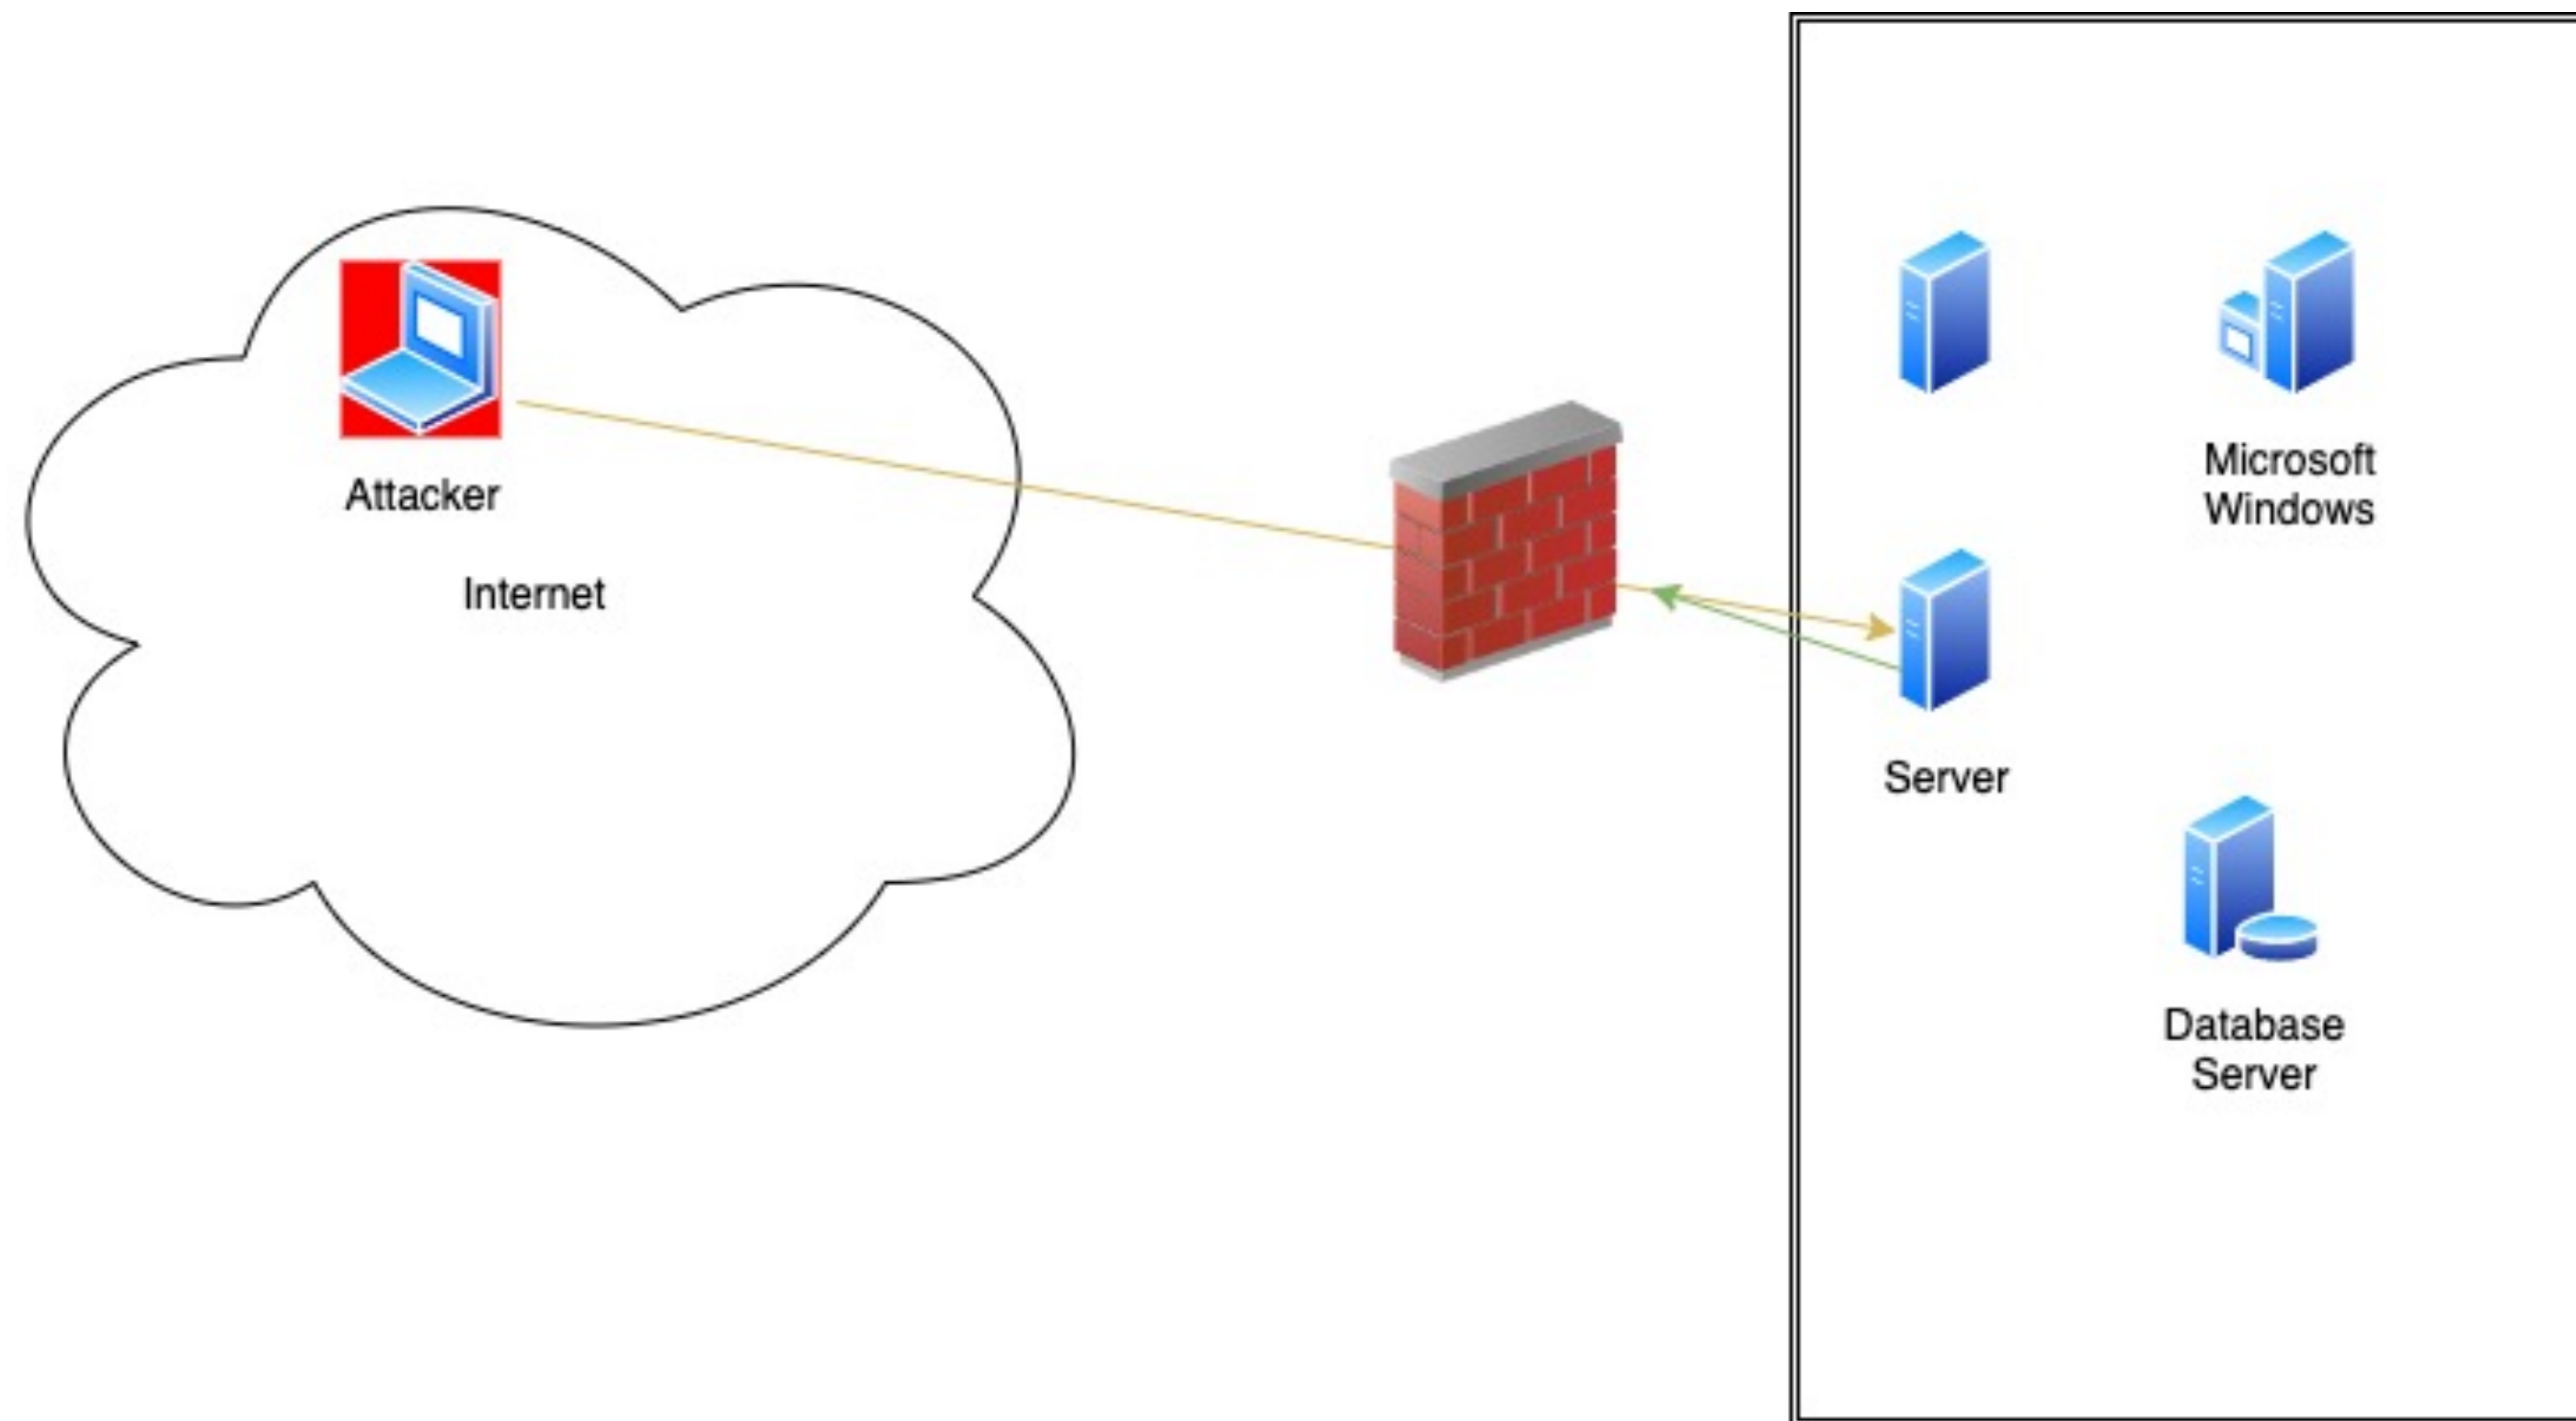 Attacker
Internet
Microsoft
Windows
Server
Database
Server